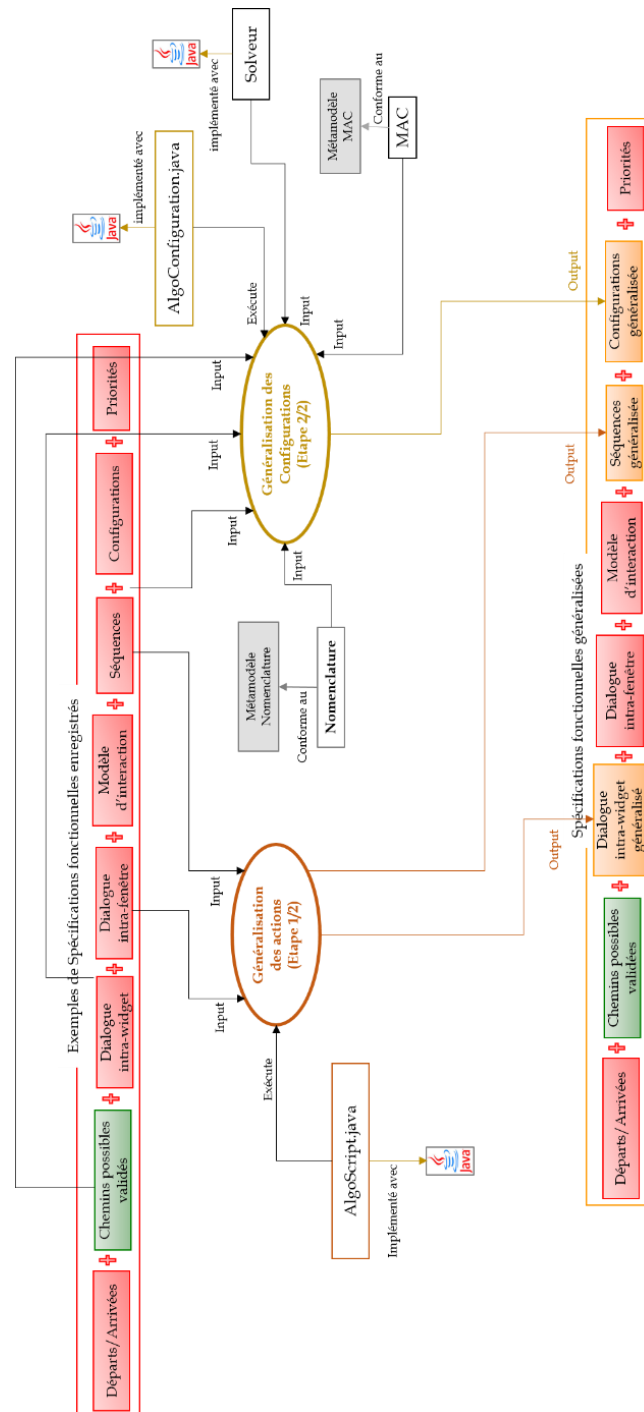 Exemples de Spécifications fonctionnelles enregistrés
Départs/Arrivées
Chemins possibles
validés
Dialogue
intra-widget
Dialogue
intra-fenêtre
Modèle
d'interaction
Séquences
Configurations
Priorités
Input
Input
Input
Input
Input
AlgoScript.java
Exécute
Implémenté avec
Java
Généralisation
des actions
(Etape 1/2)
Métamodèle
Nomenclature
Conforme au
Nomenclature
Input
Généralisation des
Configurations
(Etape 2/2)
AlgoConfiguration.java
implémenté avec
Java
Exécute
Solveur
implémenté avec
Java
Input
Métamodèle
MAC
Conforme au
MAC
Input
Output
Output
Output
Spécifications fonctionnelles généralisées
Départs/Arrivées
Chemins possibles
validées
Dialogue
intra-widget
généralisé
Dialogue
intra-fenêtre
Modèle
d'interaction
Séquences
généralisée
Configurations
généralisée
Priorités